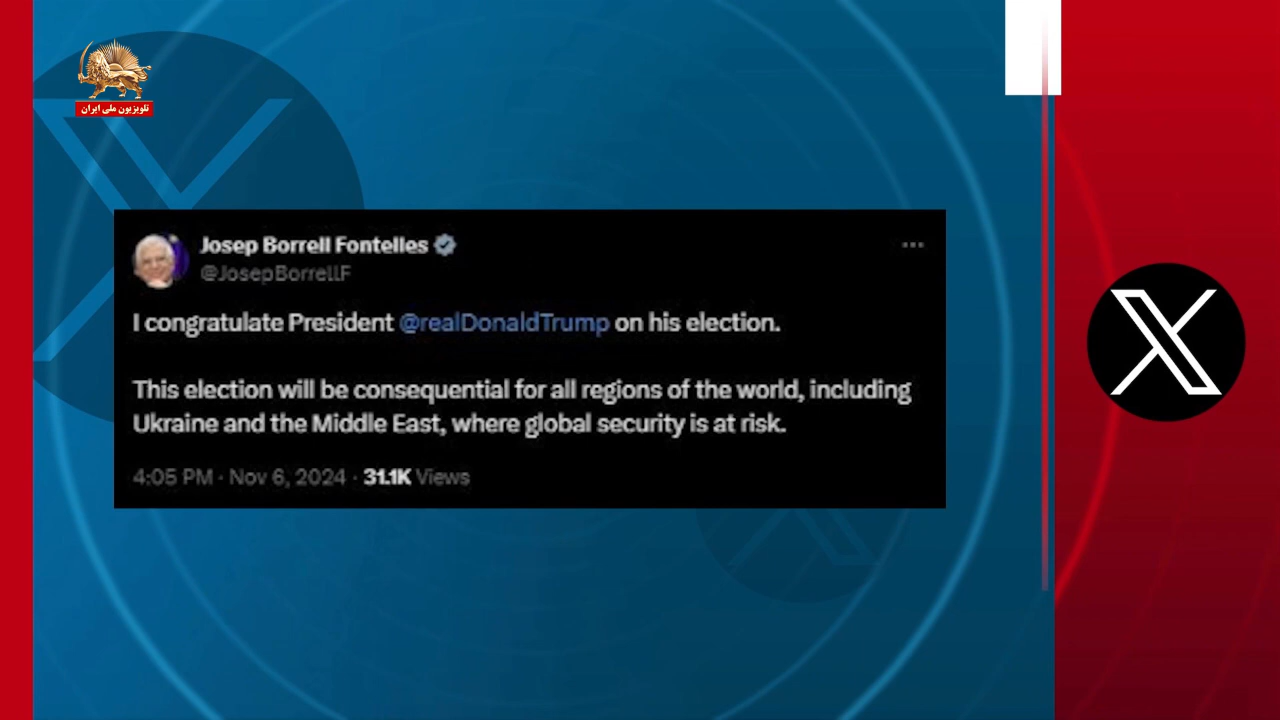 تلویزیون ملی ایران
Josep Borrell Fontelles
@JosepBorrellF
I congratulate President @realDonaldTrump on his election.
This election will be consequential for all regions of the world, including
Ukraine and the Middle East, where global security is at risk.
4:05 PM · Nov 6, 2024 · 31.1K Views